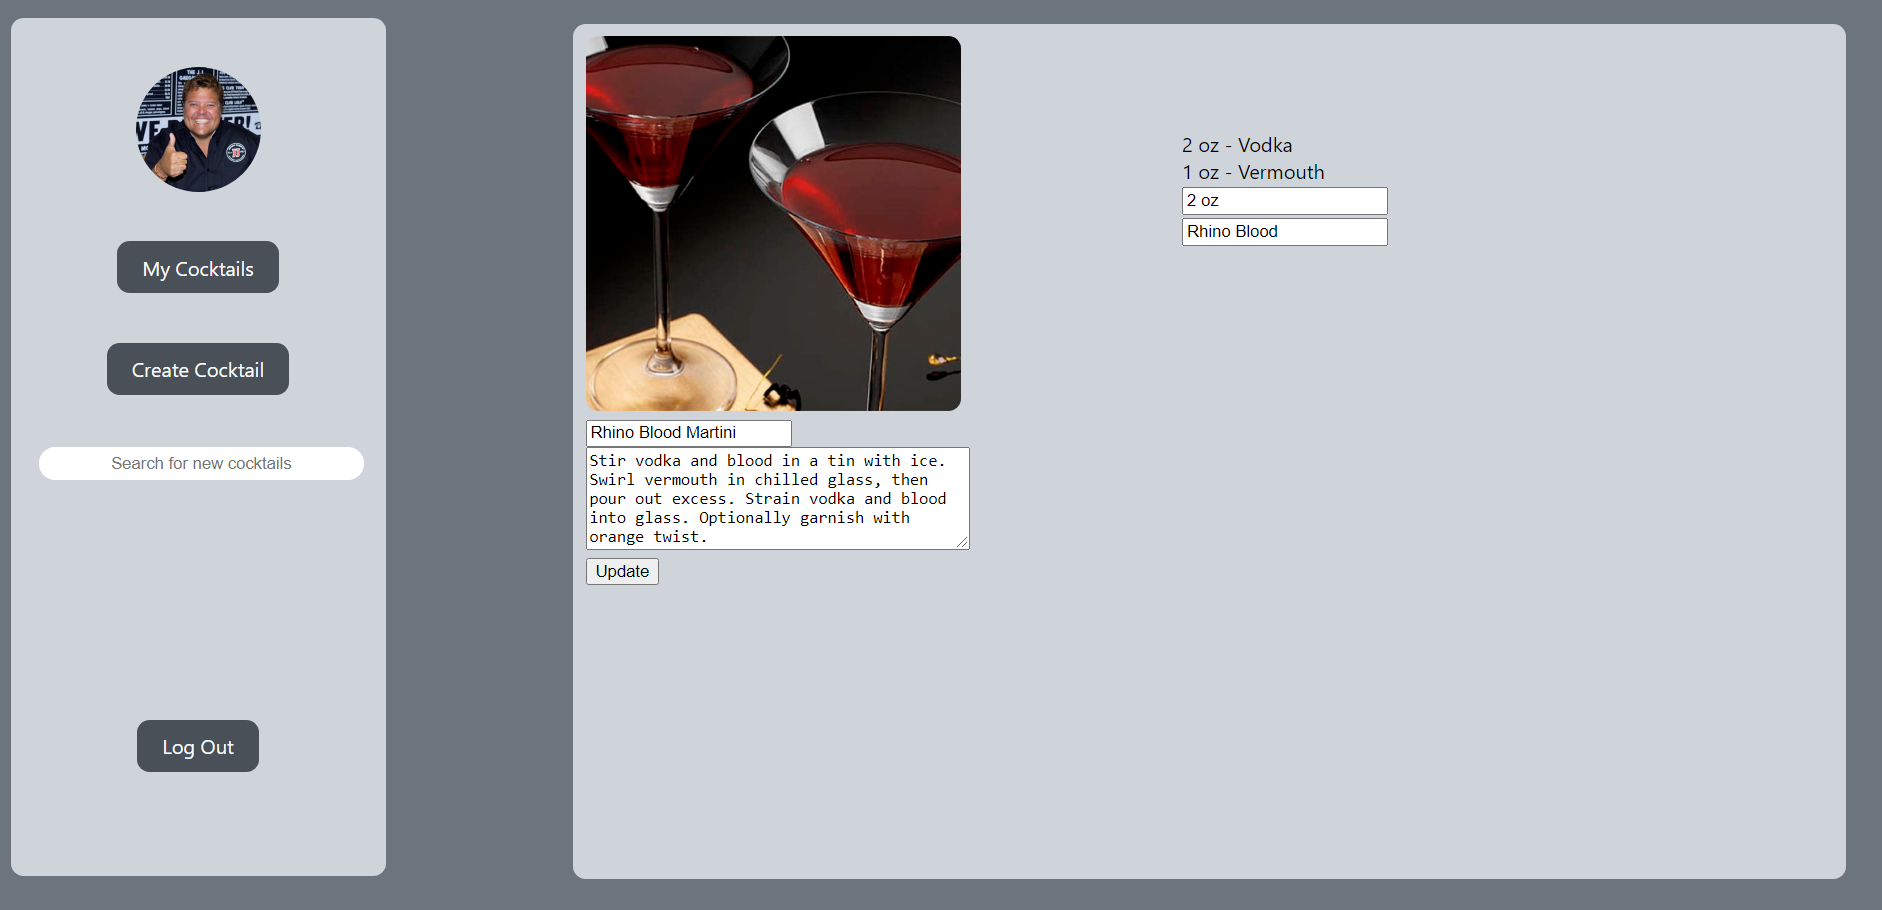 My Cocktails
Create Cocktail
Search for new cocktails
Log Out
Rhino Blood Martini
Stir vodka and blood in a tin with ice.
Swirl vermouth in chilled glass, then
pour out excess. Strain vodka and blood
into glass. Optionally garnish with
orange twist.
Update
2 oz - Vodka
1 oz - Vermouth
2 oz
Rhino Blood